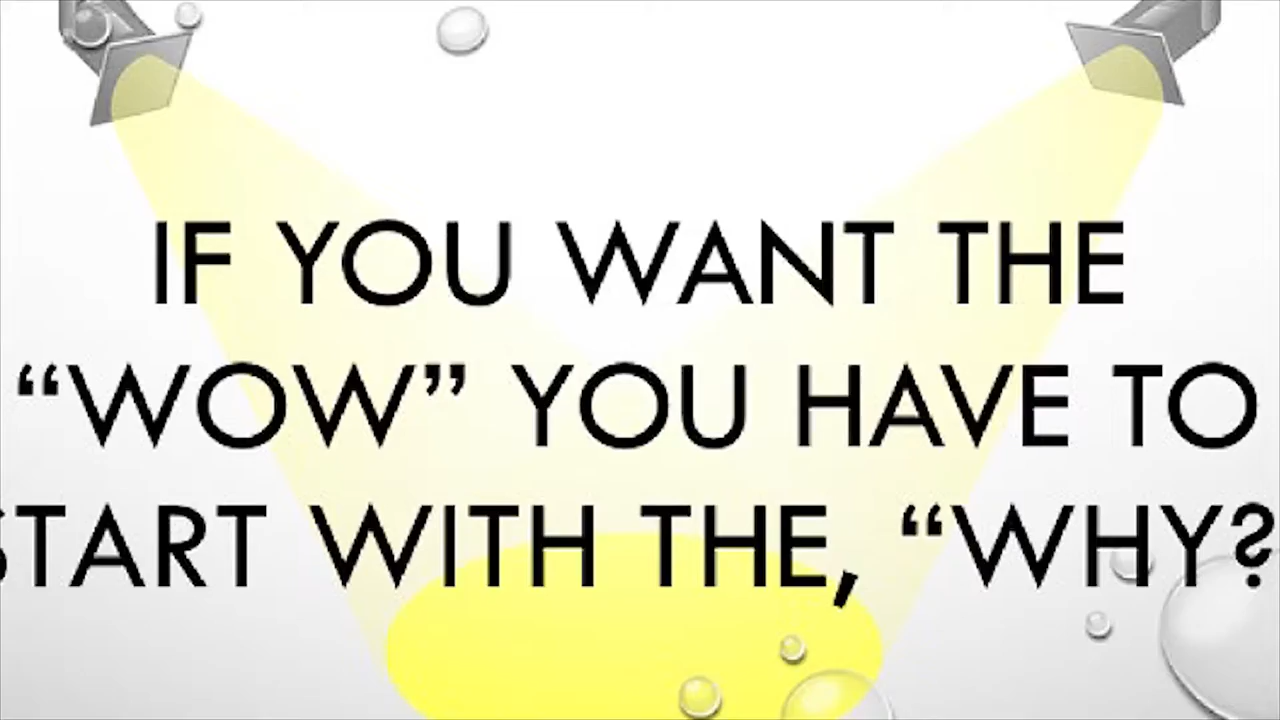 IF YOU WANT THE
“WOW” YOU HAVE TO
START WITH THE, “WHY?